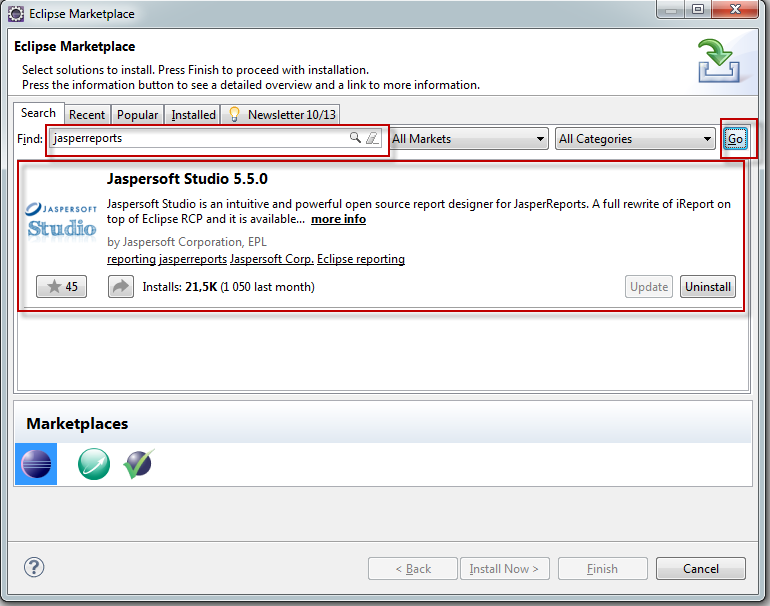 Eclipse Marketplace
Eclipse Marketplace
Select solutions to install. Press Finish to proceed with installation.
Press the information button to see a detailed overview and a link to more information.
Search Recent Popular Installed Newsletter 10/13
Find: jasperreports All Markets All Categories Go
Jaspersoft Studio 5.5.0
JASPERSOFT
Studio
Jaspersoft Studio is an intuitive and powerful open source report designer for JasperReports. A full rewrite of iReport on
top of Eclipse RCP and it is available... more info
by Jaspersoft Corporation, EPL
reporting jasperreports Jaspersoft Corp. Eclipse reporting
45 Installs: 21,5K (1 050 last month) Update Uninstall
Marketplaces
? < Back Install Now > Finish Cancel